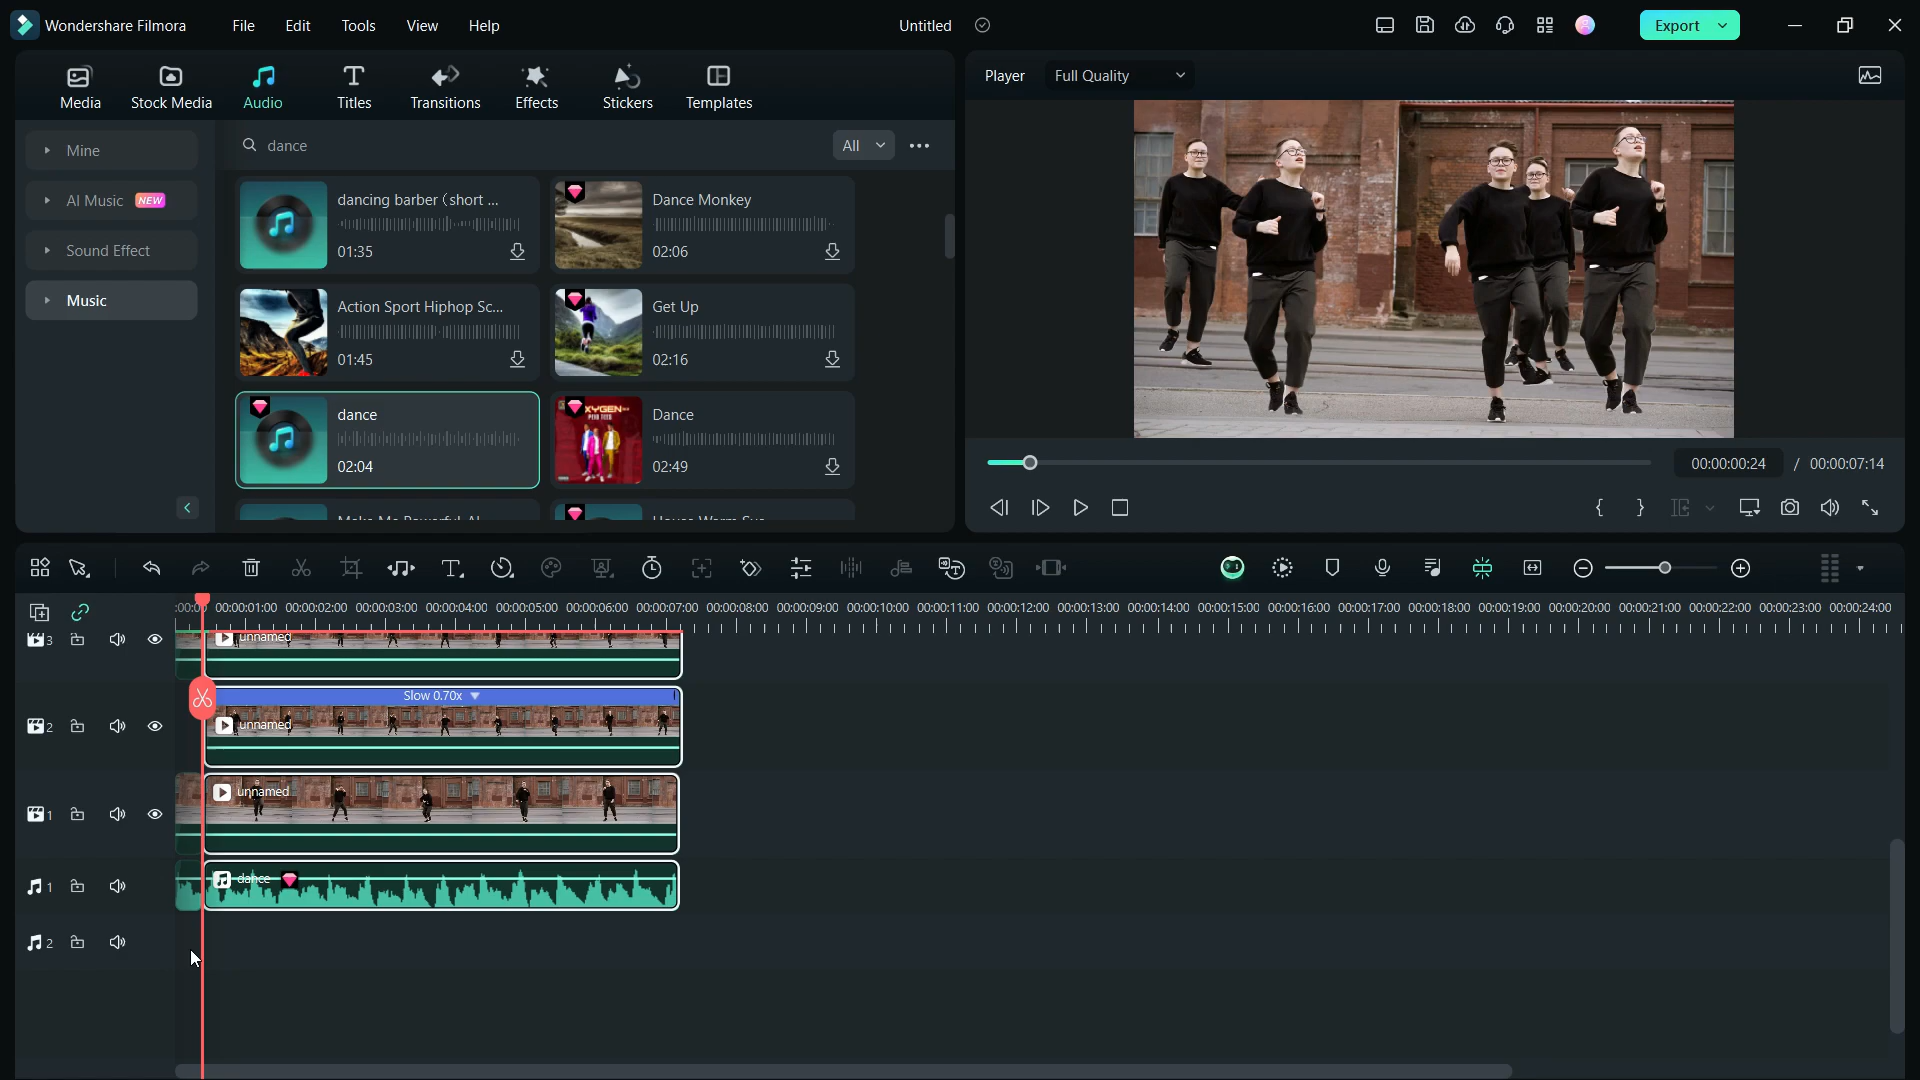 Wondershare Filmora
File
Edit
Tools
View
Help
Untitled
Export
Media
Stock Media
Audio
Titles
Transitions
Effects
Stickers
Templates
Player
Full Quality
Mine
AI Music NEW
Sound Effect
Music
dance
All
dancing barber (short ...
01:35
Dance Monkey
02:06
Action Sport Hiphop Sc...
01:45
Get Up
02:16
dance
02:04
Dance
02:49
00:00:00:24 / 00:00:07:14
:00:00 00:00:01:00 00:00:02:00 00:00:03:00 00:00:04:00 00:00:05:00 00:00:06:00 00:00:07:00 00:00:08:00 00:00:09:00 00:00:10:00 00:00:11:00 00:00:12:00 00:00:13:00 00:00:14:00 00:00:15:00 00:00:16:00 00:00:17:00 00:00:18:00 00:00:19:00 00:00:20:00 00:00:21:00 00:00:22:00 00:00:23:00 00:00:24:00
3
unnamed
Slow 0.70x
2
unnamed
1
unnamed
1
dance
2